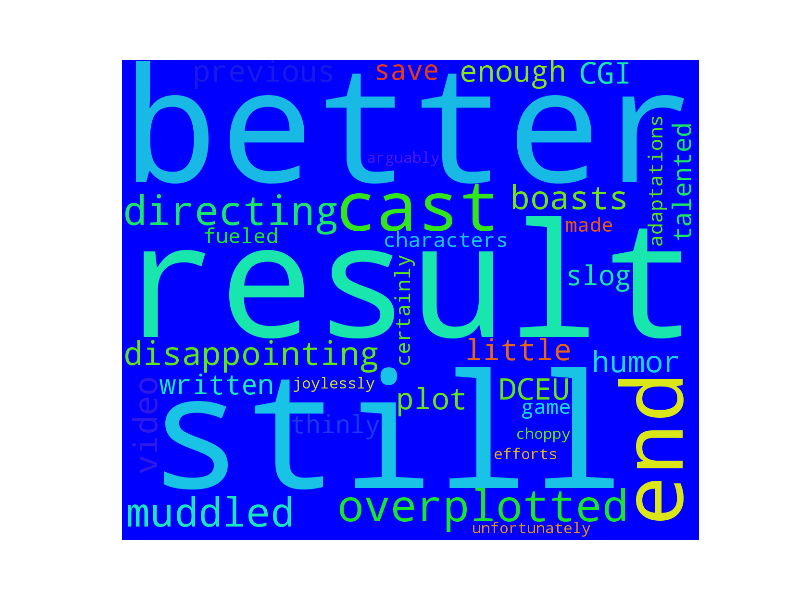 previous save enough CGI
better
arguably
adaptations
talented
directing cast boasts
fueled characters made
result
certainly
slog
disappointing little humor
video
written joylessly
still
plot DCEU
thinly game
choppy
efforts
end
muddled overplotted
unfortunately